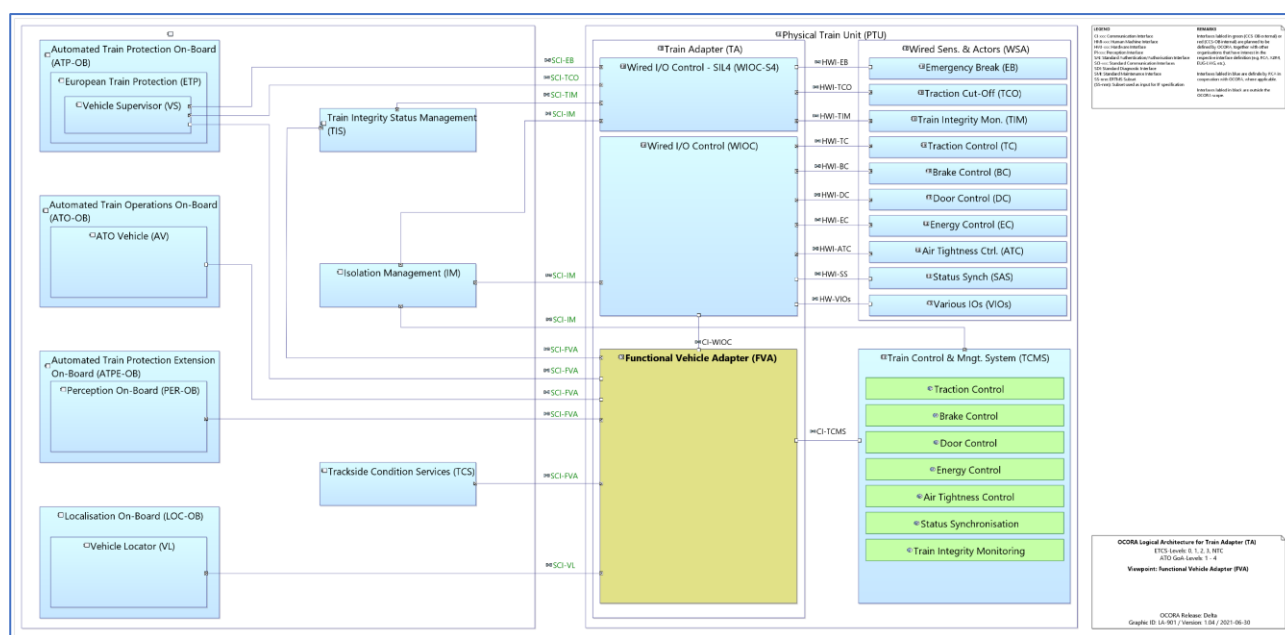 Physical Train Unit (PTU)
Automated Train Protection On-Board
(ATP-OB)
European Train Protection (ETP)
Vehicle Supervisor (VS)
Train Integrity Status Management
(TIS)
Automated Train Operations On-Board
(ATO-OB)
ATO Vehicle (AV)
Isolation Management (IM)
Automated Train Protection Extension
On-Board (ATPE-OB)
Perception On-Board (PER-OB)
Trackside Condition Services (TCS)
Localisation On-Board (LOC-OB)
Vehicle Locator (VL)
SCI-EB
SCI-TCO
SCI-TIM
SCI-IM
SCI-IM
SCI-IM
SCI-FVA
SCI-FVA
SCI-FVA
SCI-FVA
SCI-FVA
SCI-VL
Train Adapter (TA)
Wired I/O Control - SIL4 (WIOC-S4)
Wired I/O Control (WIOC)
CI-WIOC
Functional Vehicle Adapter (FVA)
HWI-EB
HWI-TCO
HWI-TIM
HWI-TC
HWI-BC
HWI-DC
HWI-EC
HWI-ATC
HWI-SS
HW-VIOs
CI-TCMS
Wired Sens. & Actors (WSA)
Emergency Break (EB)
Traction Cut-Off (TCO)
Train Integrity Mon. (TIM)
Traction Control (TC)
Brake Control (BC)
Door Control (DC)
Energy Control (EC)
Air Tightness Ctrl. (ATC)
Status Synch (SAS)
Various IOs (VIOs)
Train Control & Mngt. System (TCMS)
Traction Control
Brake Control
Door Control
Energy Control
Air Tightness Control
Status Synchronisation
Train Integrity Monitoring
LEGEND
REMARKS
OCORA Logical Architecture for Train Adapter (TA)
ETCS-Levels: 0, 1, 2, 3, NTC
ATO GoA-Levels: 1 - 4
Viewpoint: Functional Vehicle Adapter (FVA)
OCORA Release: Delta
Graphic ID: LA-901 / Version: 1.04 / 2021-06-30